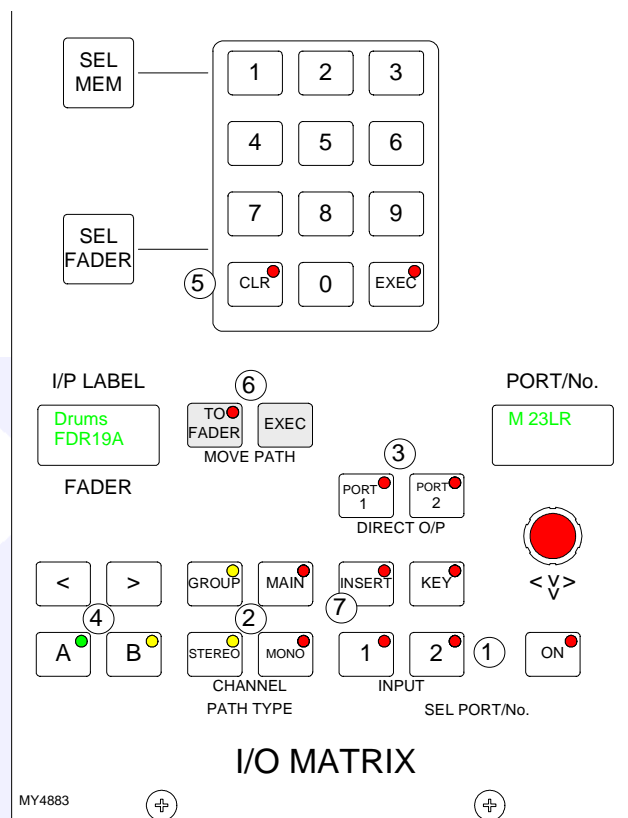 SEL
MEM
1 2 3
4 5 6
7 8 9
SEL
FADER
5
CLR 0 EXEC
I/P LABEL
6
PORT/No.
Drums
FDR19A
TO
FADER
EXEC
M 23LR
MOVE PATH
FADER
3
PORT
1
PORT
2
DIRECT O/P
< >
GROUP MAIN
INSERT KEY
< V V >
4
2
7
A B
STEREO MONO
1 2
1
ON
CHANNEL
INPUT
PATH TYPE
SEL PORT/No.
I/O MATRIX
MY4883